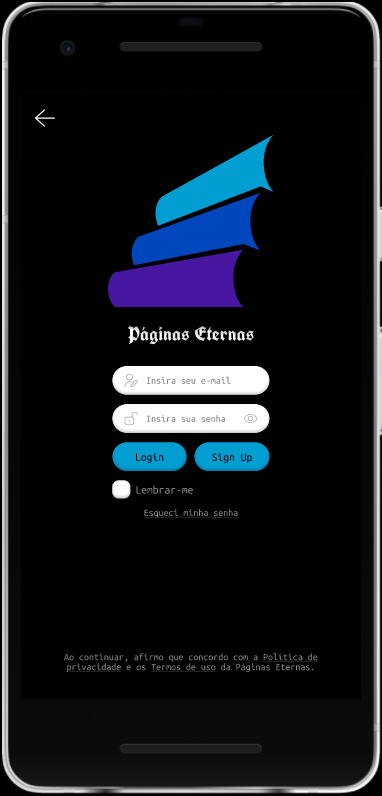 Páginas Eternas
Insira seu e-mail
Insira sua senha
Login
Sign Up
Lembrar-me
Esqueci minha senha
Ao continuar, afirmo que concordo com a Politica de
privacidade e os Termos de uso da Páginas Eternas.